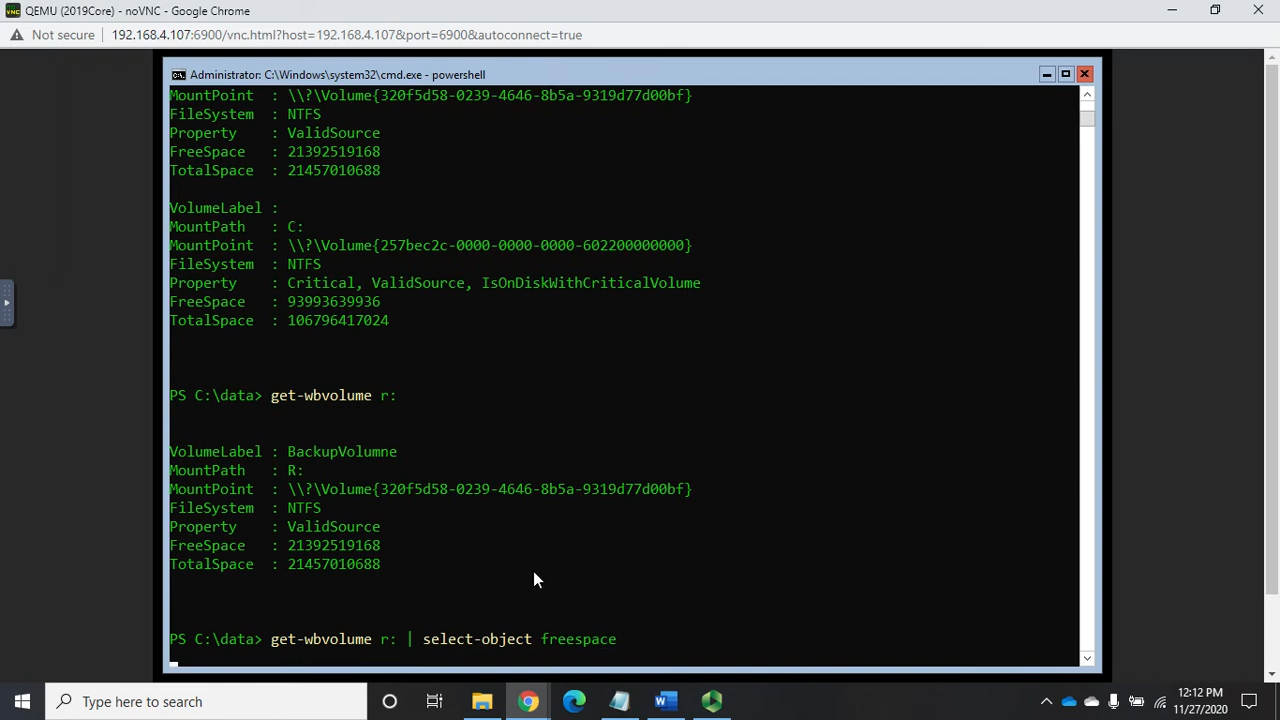 QEMU (2019Core) - noVNC - Google Chrome
Not secure 192.168.4.107:6900/vnc.html?host=192.168.4.107&port=6900&autoconnect=true
Administrator: C:\Windows\system32\cmd.exe - powershell
MountPoint : \\?\Volume{320f5d58-0239-4646-8b5a-9319d77d00bf}
FileSystem : NTFS
Property : ValidSource
FreeSpace : 21392519168
TotalSpace : 21457010688
VolumeLabel :
MountPath : C:
MountPoint : \\?\Volume{257bec2c-0000-0000-0000-602200000000}
FileSystem : NTFS
Property : Critical, ValidSource, IsOnDiskWithCriticalVolume
FreeSpace : 93993639936
TotalSpace : 106796417024
PS C:\data> get-wbvolume r:
VolumeLabel : BackupVolumne
MountPath : R:
MountPoint : \\?\Volume{320f5d58-0239-4646-8b5a-9319d77d00bf}
FileSystem : NTFS
Property : ValidSource
FreeSpace : 21392519168
TotalSpace : 21457010688
PS C:\data> get-wbvolume r: | select-object freespace
Type here to search
12:12 PM
11/27/2020